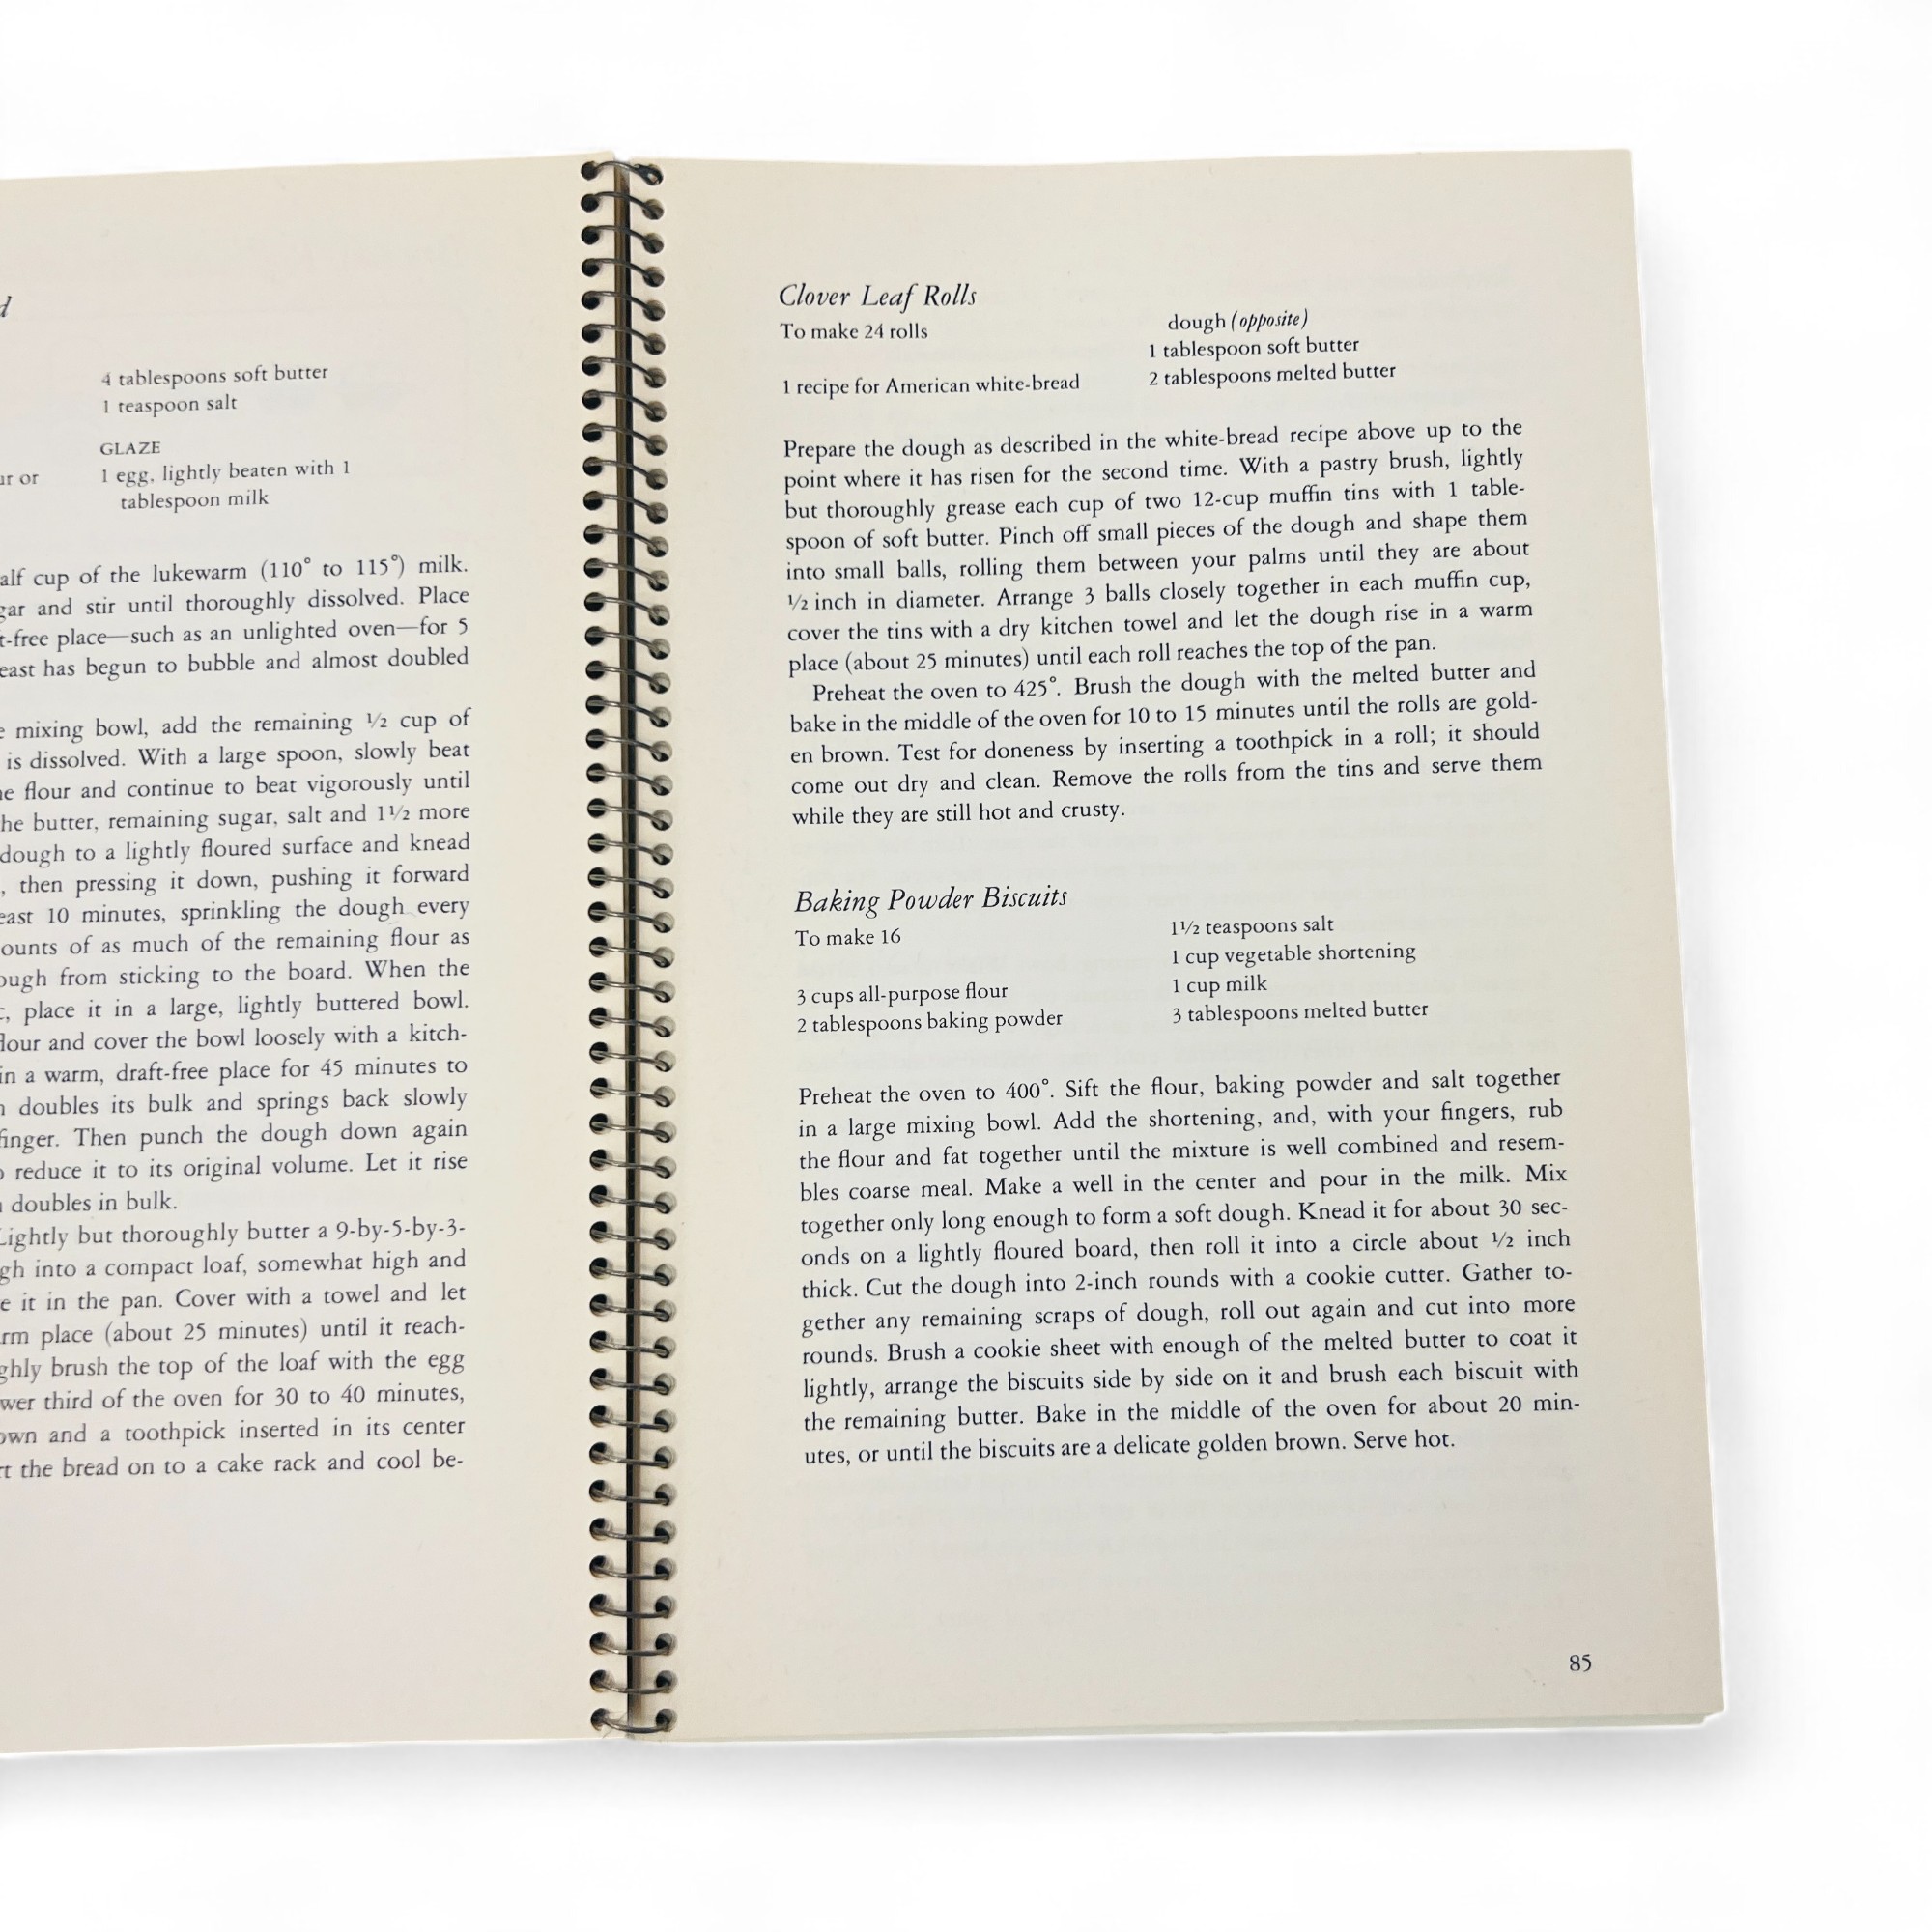 4 tablespoons soft butter
1 teaspoon salt
GLAZE
1 egg, lightly beaten with 1
tablespoon milk
or
cup of the lukewarm (110° to 115°) milk.
and stir until thoroughly dissolved. Place
-free place—such as an unlighted oven—for 5
has begun to bubble and almost doubled
mixing bowl, add the remaining ½ cup of
is dissolved. With a large spoon, slowly beat
flour and continue to beat vigorously until
the butter, remaining sugar, salt and 1½ more
dough to a lightly floured surface and knead
, then pressing it down, pushing it forward
10 minutes, sprinkling the dough every
of as much of the remaining flour as
from sticking to the board. When the
, place it in a large, lightly buttered bowl.
flour and cover the bowl loosely with a kitch-
in a warm, draft-free place for 45 minutes to
doubles its bulk and springs back slowly
finger. Then punch the dough down again
reduce it to its original volume. Let it rise
doubles in bulk.
Lightly but thoroughly butter a 9-by-5-by-3-
into a compact loaf, somewhat high and
it in the pan. Cover with a towel and let
place (about 25 minutes) until it reach-
brush the top of the loaf with the egg
third of the oven for 30 to 40 minutes,
and a toothpick inserted in its center
the bread on to a cake rack and cool be-
Clover Leaf Rolls
To make 24 rolls
1 recipe for American white-bread
dough (opposite)
1 tablespoon soft butter
2 tablespoons melted butter
Prepare the dough as described in the white-bread recipe above up to the
point where it has risen for the second time. With a pastry brush, lightly
but thoroughly grease each cup of two 12-cup muffin tins with 1 table-
spoon of soft butter. Pinch off small pieces of the dough and shape them
into small balls, rolling them between your palms until they are about
½ inch in diameter. Arrange 3 balls closely together in each muffin cup,
cover the tins with a dry kitchen towel and let the dough rise in a warm
place (about 25 minutes) until each roll reaches the top of the pan.
Preheat the oven to 425°. Brush the dough with the melted butter and
bake in the middle of the oven for 10 to 15 minutes until the rolls are gold-
en brown. Test for doneness by inserting a toothpick in a roll; it should
come out dry and clean. Remove the rolls from the tins and serve them
while they are still hot and crusty.
Baking Powder Biscuits
To make 16
3 cups all-purpose flour
2 tablespoons baking powder
1½ teaspoons salt
1 cup vegetable shortening
1 cup milk
3 tablespoons melted butter
Preheat the oven to 400°. Sift the flour, baking powder and salt together
in a large mixing bowl. Add the shortening, and, with your fingers, rub
the flour and fat together until the mixture is well combined and resem-
bles coarse meal. Make a well in the center and pour in the milk. Mix
together only long enough to form a soft dough. Knead it for about 30 sec-
onds on a lightly floured board, then roll it into a circle about ½ inch
thick. Cut the dough into 2-inch rounds with a cookie cutter. Gather to-
gether any remaining scraps of dough, roll out again and cut into more
rounds. Brush a cookie sheet with enough of the melted butter to coat it
lightly, arrange the biscuits side by side on it and brush each biscuit with
the remaining butter. Bake in the middle of the oven for about 20 min-
utes, or until the biscuits are a delicate golden brown. Serve hot.
85